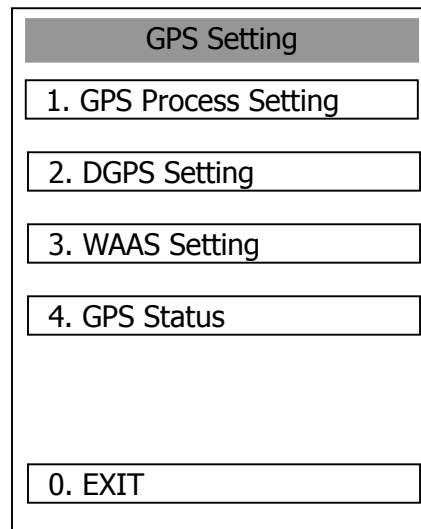 GPS Setting
1. GPS Process Setting
2. DGPS Setting
3. WAAS Setting
4. GPS Status
0. EXIT